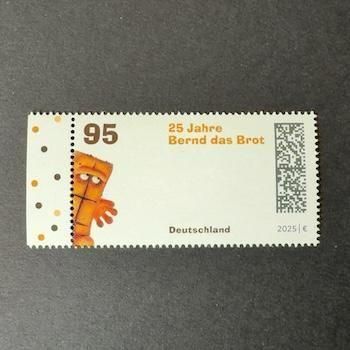 95
25 Jahre
Bernd das Brot
Deutschland
2025 | €